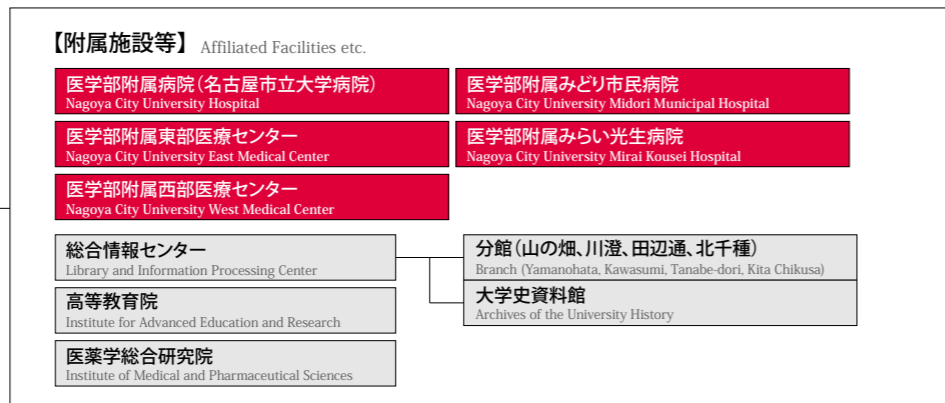 【附属施設等】 Affiliated Facilities etc.
医学部附属病院（名古屋市立大学病院）
Nagoya City University Hospital
医学部附属みどり市民病院
Nagoya City University Midori Municipal Hospital
医学部附属東部医療センター
Nagoya City University East Medical Center
医学部附属みらい光生病院
Nagoya City University Mirai Kousei Hospital
医学部附属西部医療センター
Nagoya City University West Medical Center
総合情報センター
Library and Information Processing Center
分館（山の畑、川澄、田辺通、北千種）
Branch (Yamanohata, Kawasumi, Tanabe-dori, Kita Chikusa)
大学史資料館
Archives of the University History
高等教育院
Institute for Advanced Education and Research
医薬学総合研究院
Institute of Medical and Pharmaceutical Sciences